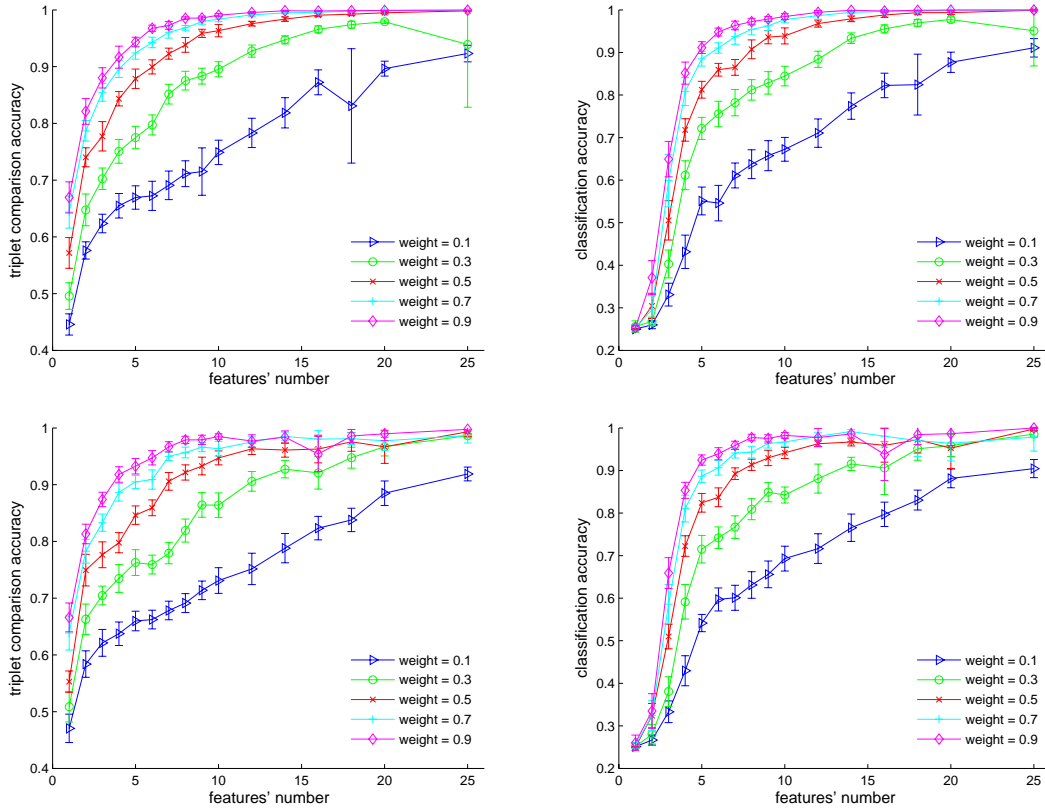 1
0.9
0.8
0.7
0.6
0.5
0.4
0
5
10
15
20
25
features' number
triplet comparison accuracy
weight = 0.1
weight = 0.3
weight = 0.5
weight = 0.7
weight = 0.9
1
0.9
0.8
0.7
0.6
0.5
0.4
0.3
0.2
0
5
10
15
20
25
features' number
classification accuracy
weight = 0.1
weight = 0.3
weight = 0.5
weight = 0.7
weight = 0.9
1
0.9
0.8
0.7
0.6
0.5
0.4
0
5
10
15
20
25
features' number
triplet comparison accuracy
weight = 0.1
weight = 0.3
weight = 0.5
weight = 0.7
weight = 0.9
1
0.9
0.8
0.7
0.6
0.5
0.4
0.3
0.2
0
5
10
15
20
25
features' number
classification accuracy
weight = 0.1
weight = 0.3
weight = 0.5
weight = 0.7
weight = 0.9